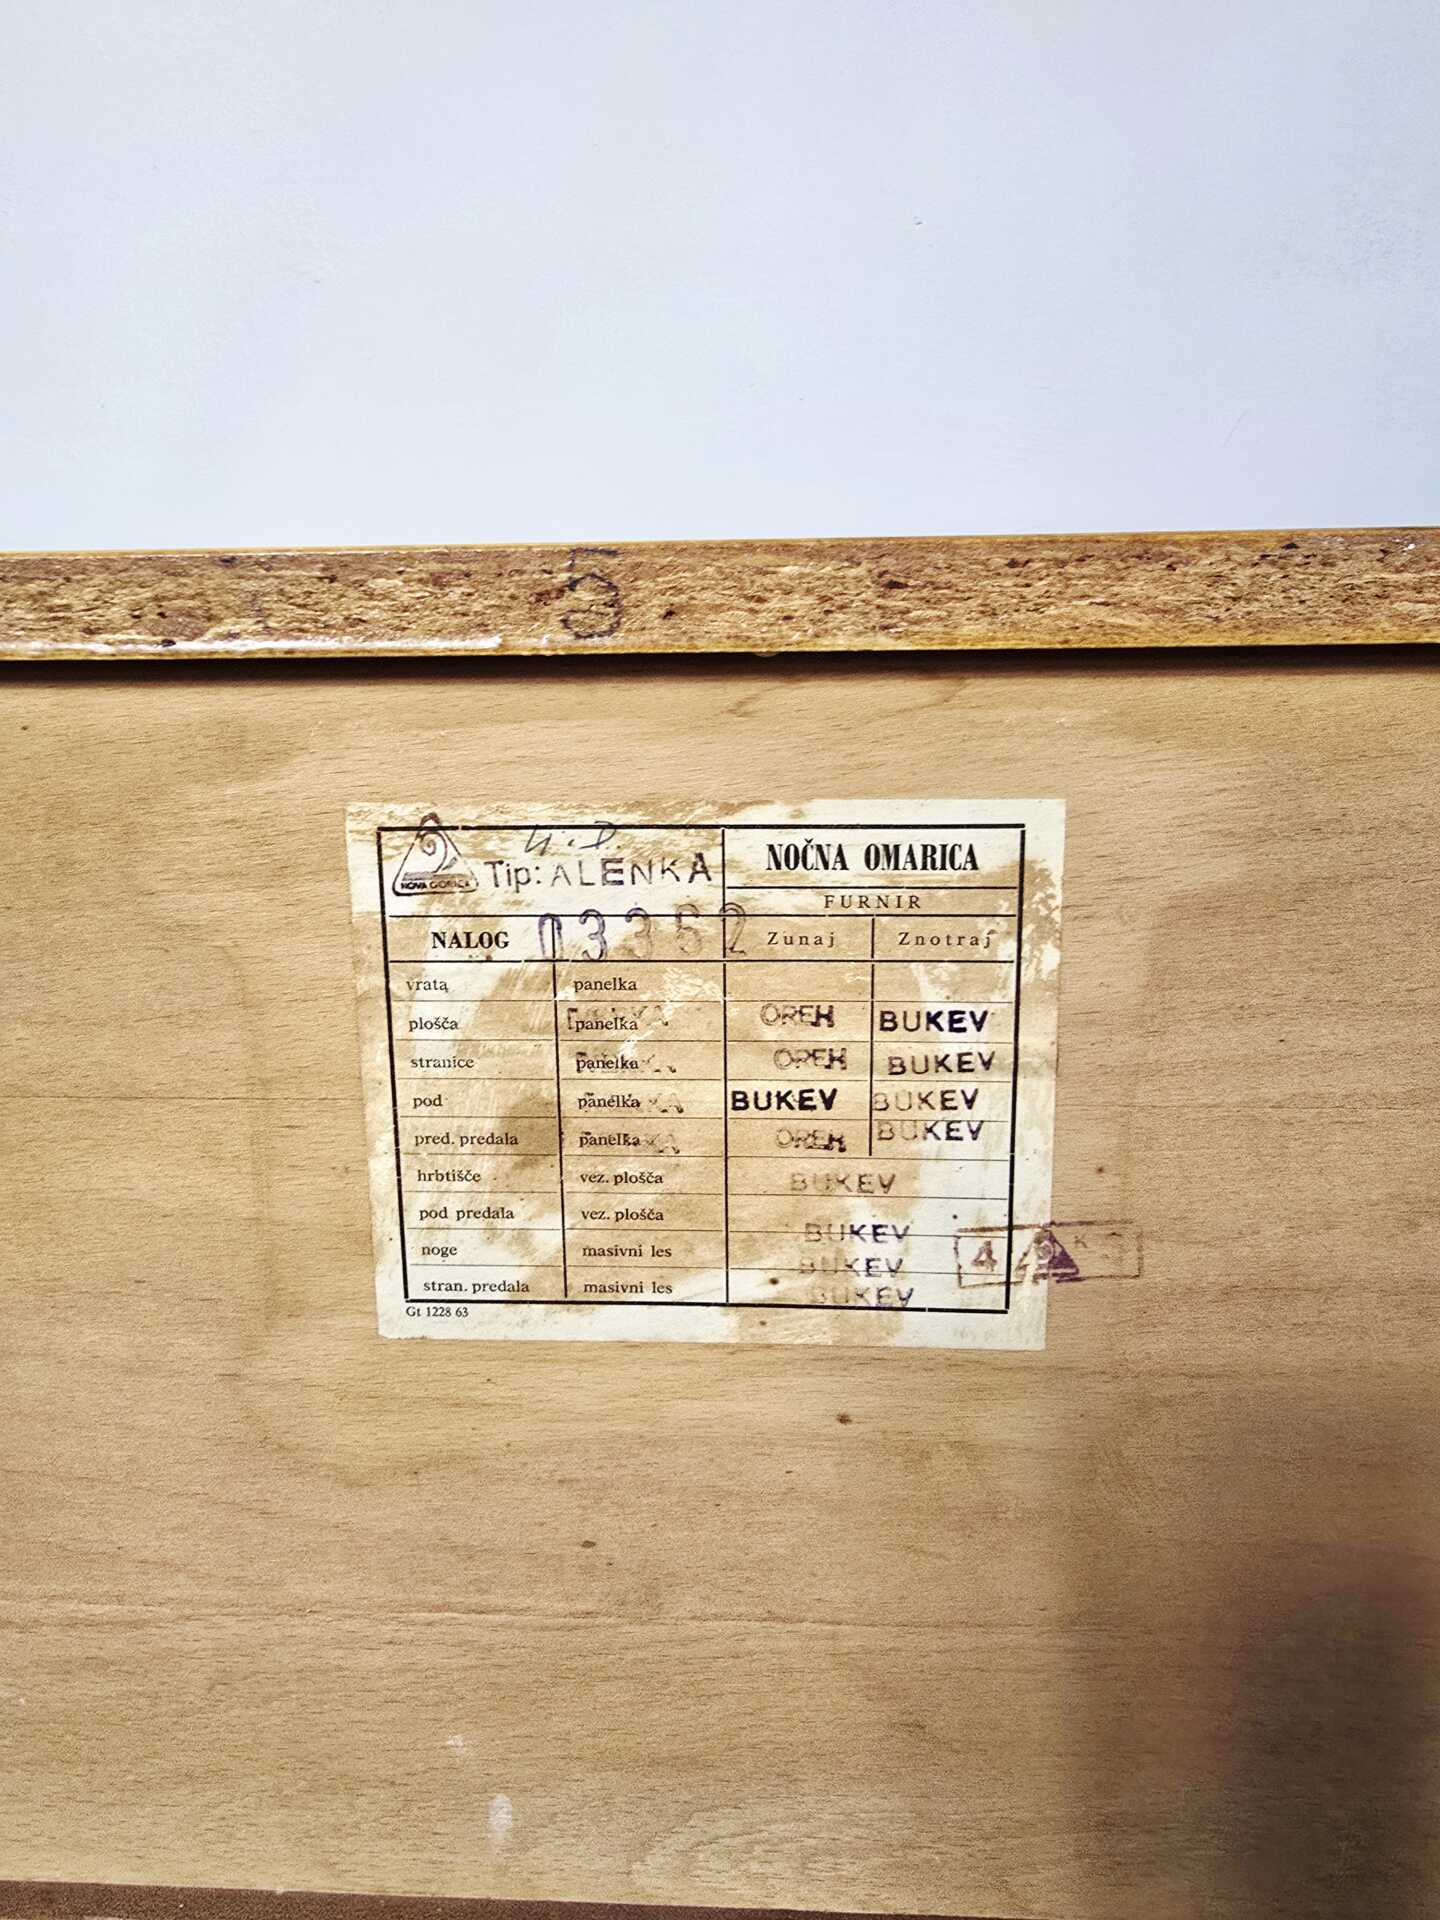 5
NOVA GORICA
Tip: ALENKA
NOČNA OMARICA
FURNIR
NALOG 03362 Zunaj Znotraj
vrata panelka
plošča panelka OREH BUKEV
stranice panelka OREH BUKEV
pod panelka BUKEV BUKEV
pred. predala panelka OREH BUKEV
hrbtišče vez. plošča BUKEV
pod predala vez. plošča BUKEV
noge masivni les BUKEV
stran. predala masivni les BUKEV
4 K
Gt 1228 63